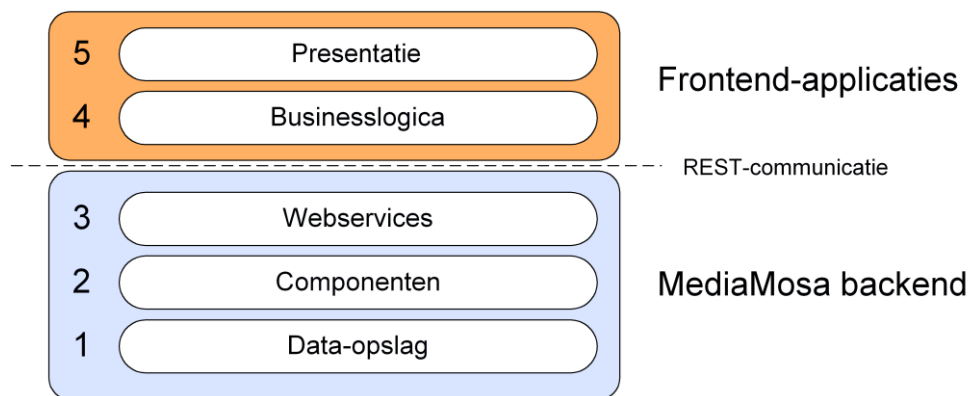 5 Presentatie
4 Businesslogica
Frontend-applicaties
REST-communicatie
3 Webservices
2 Componenten
1 Data-opslag
MediaMosa backend